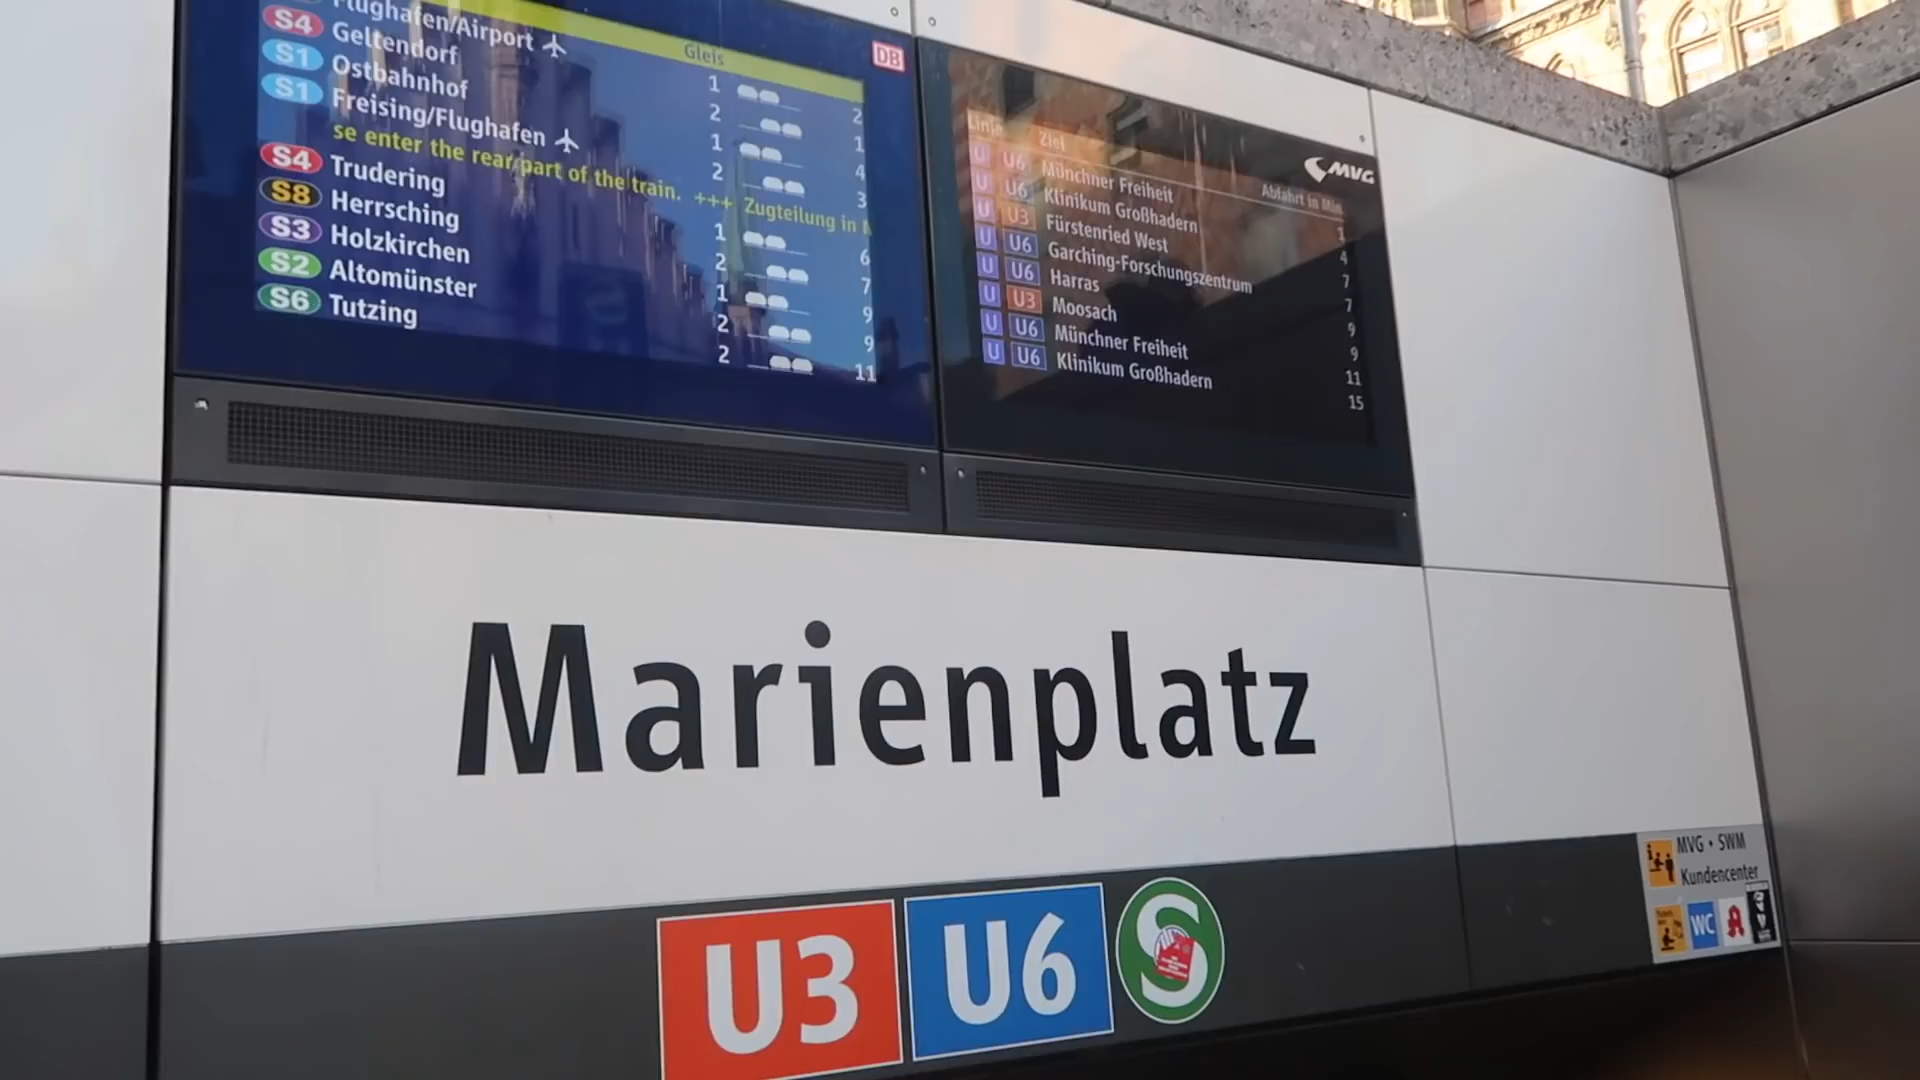 Flughafen/Airport
Gleis
DB
S4 Geltendorf 1 2
S1 Ostbahnhof 2 1
S1 Freising/Flughafen 1 4
2 3
se enter the rear part of the train. +++ Zugteilung in
S4 Trudering 1 6
S8 Herrsching 2 7
S3 Holzkirchen 1 9
S2 Altomünster 2 9
S6 Tutzing 2 11
MVG
Linie Ziel Abfahrt in Min.
U U6 Münchner Freiheit 1
U U6 Klinikum Großhadern 4
U U3 Fürstenried West 7
U U6 Garching-Forschungszentrum 7
U U6 Harras 9
U U3 Moosach 9
U U6 Münchner Freiheit 11
U U6 Klinikum Großhadern 15
Marienplatz
U3 U6 S
MVG • SWM
Kundencenter
WC